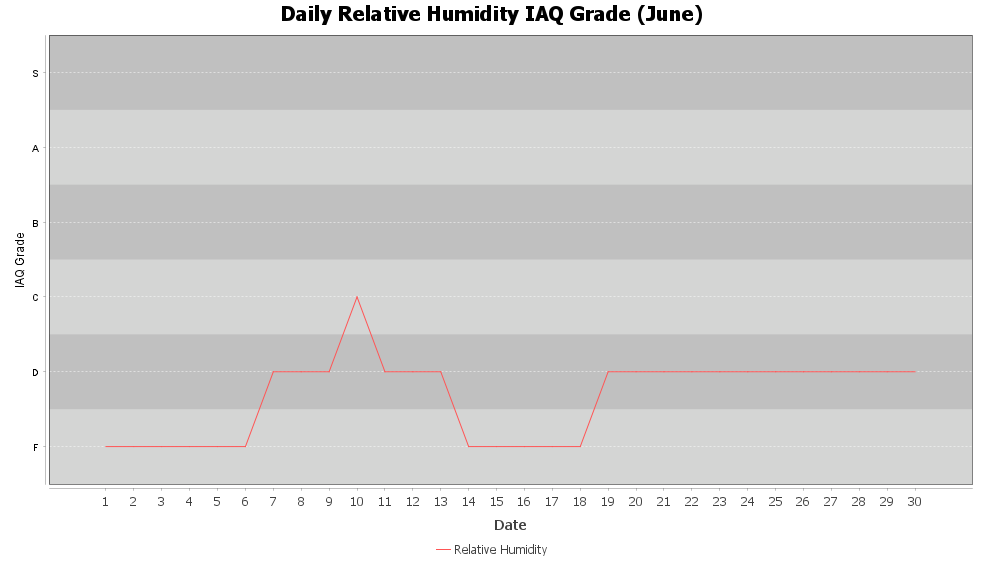 Daily Relative Humidity IAQ Grade (June)
S
A
B
C
D
F
IAQ Grade
1 2 3 4 5 6 7 8 9 10 11 12 13 14 15 16 17 18 19 20 21 22 23 24 25 26 27 28 29 30
Date
Relative Humidity